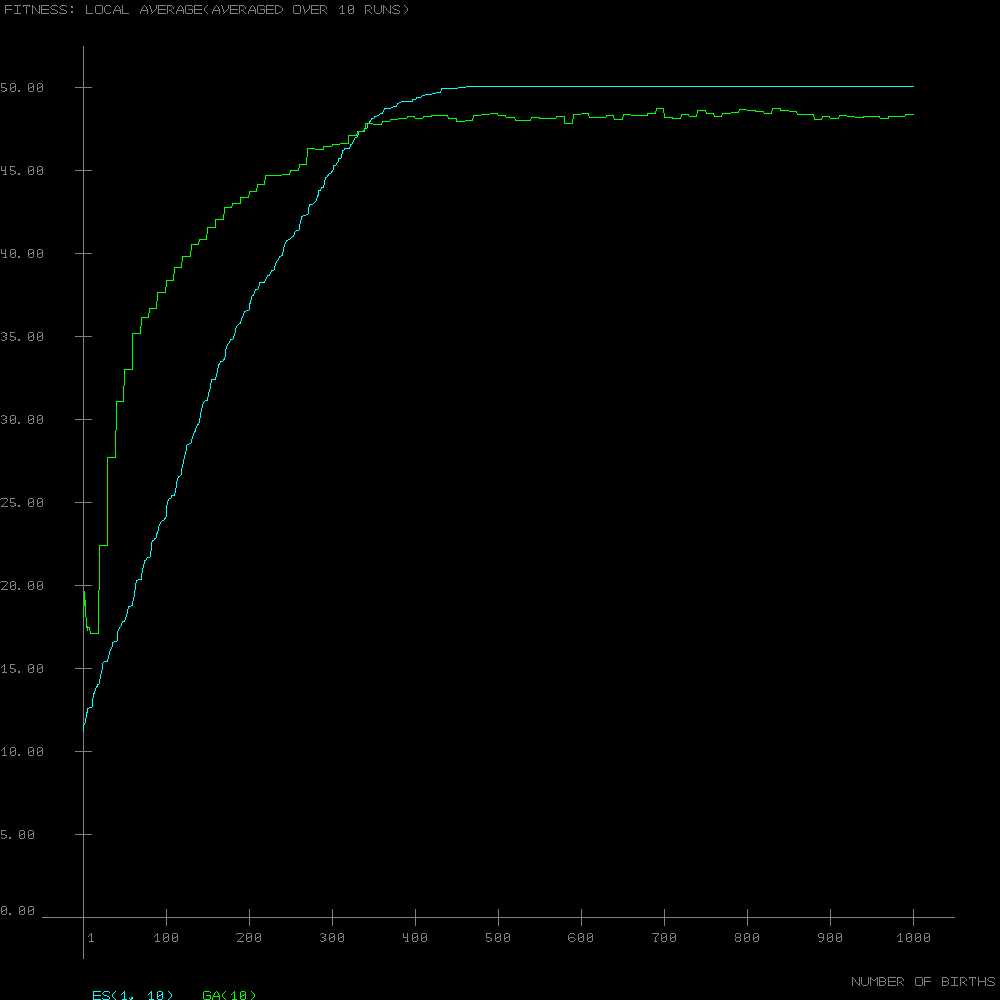 FITNESS: LOCAL AVERAGE(AVERAGED OVER 10 RUNS)
50.00
45.00
40.00
35.00
30.00
25.00
20.00
15.00
10.00
5.00
0.00
1 100 200 300 400 500 600 700 800 900 1000
NUMBER OF BIRTHS
ES(1, 10) GA(10)